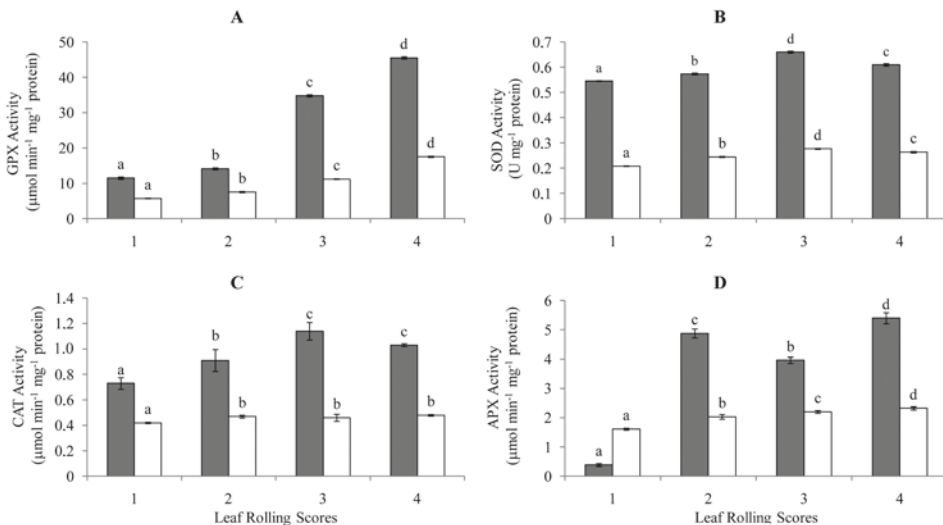 A
GPX Activity
(µmol min⁻¹ mg⁻¹ protein)
50
40
30
20
10
0
a
a
b
b
c
c
d
d
1 2 3 4
B
SOD Activity
(U mg⁻¹ protein)
0.7
0.6
0.5
0.4
0.3
0.2
0.1
0
a
a
b
b
d
d
c
c
1 2 3 4
C
CAT Activity
(µmol min⁻¹ mg⁻¹ protein)
1.4
1.2
1.0
0.8
0.6
0.4
0.2
0
a
a
b
b
c
b
c
b
1 2 3 4
Leaf Rolling Scores
D
APX Activity
(µmol min⁻¹ mg⁻¹ protein)
6
5
4
3
2
1
0
a
a
c
b
b
c
d
d
1 2 3 4
Leaf Rolling Scores